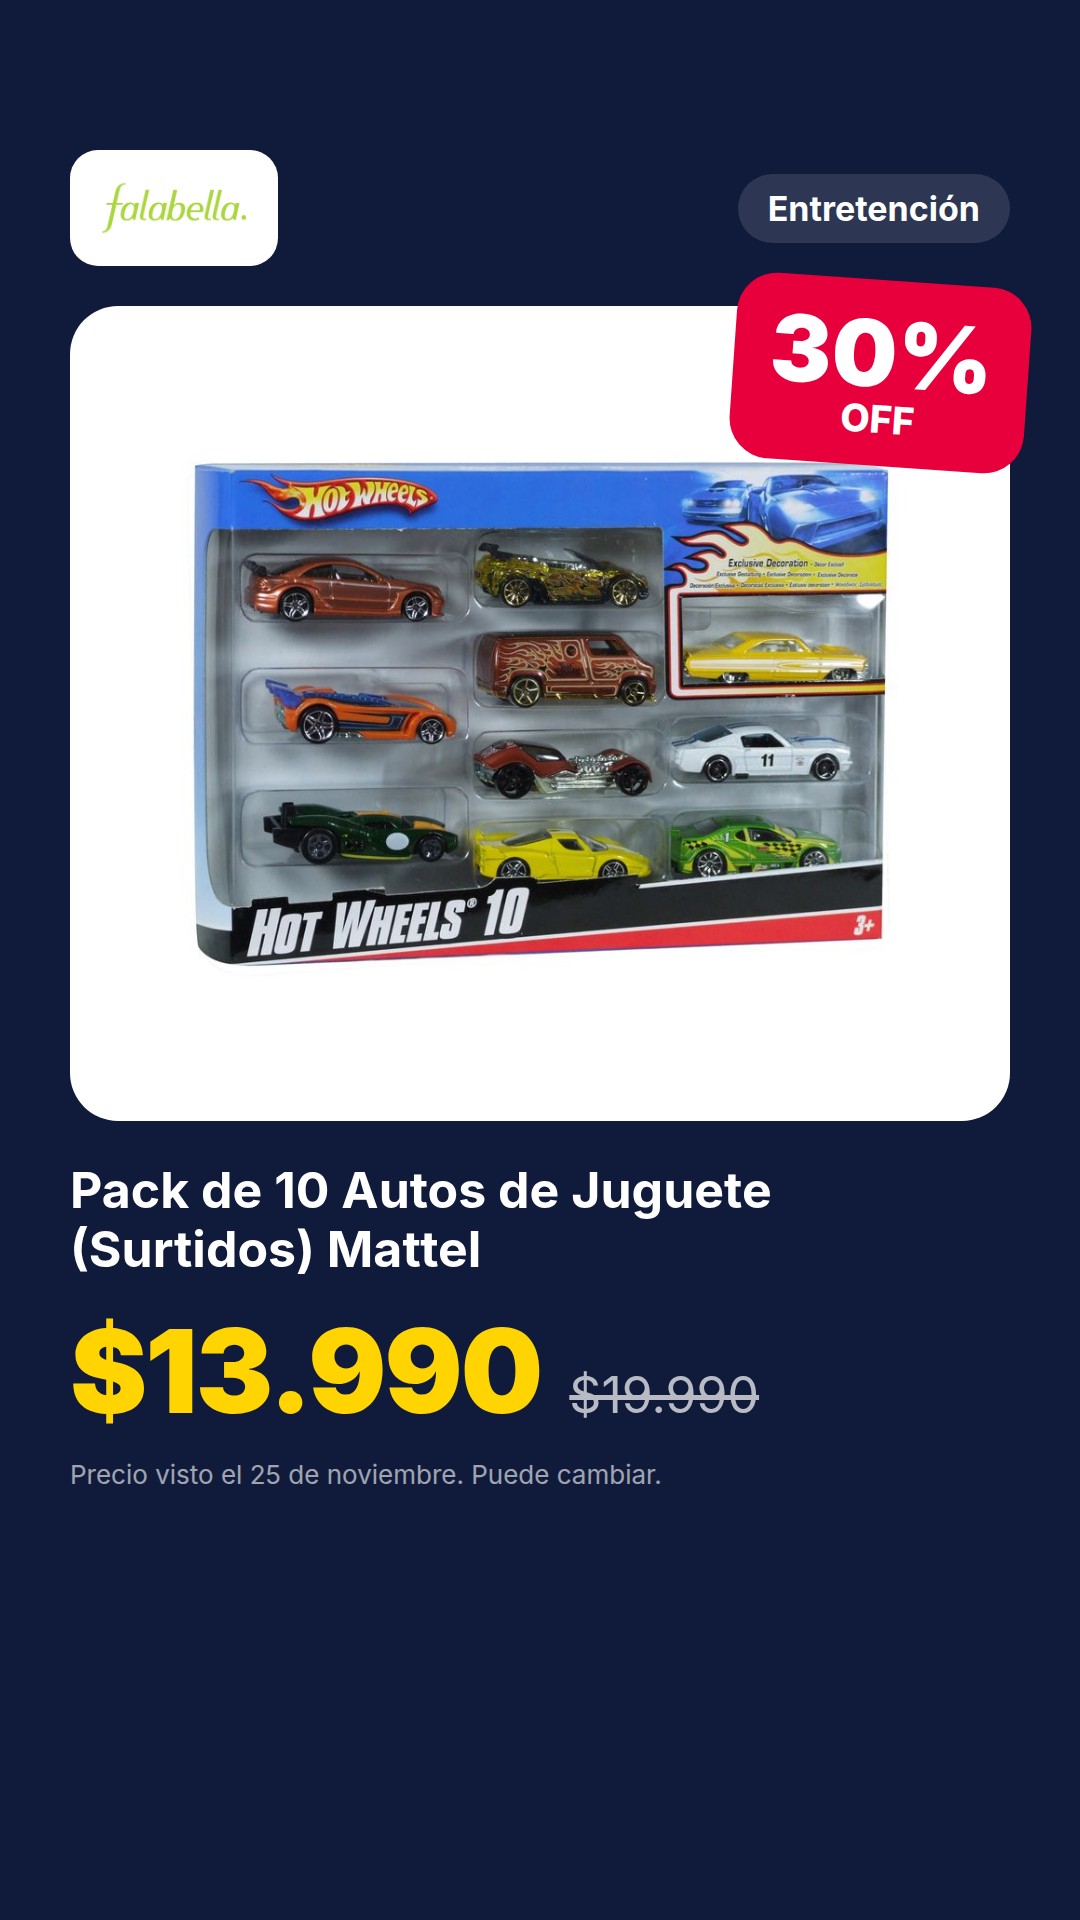 falabella.
Entretención
30%
OFF
HOT WHEELS
Exclusive Decoration
11
HOT WHEELS® 10
3+
Pack de 10 Autos de Juguete
(Surtidos) Mattel
$13.990 $19.990
Precio visto el 25 de noviembre. Puede cambiar.